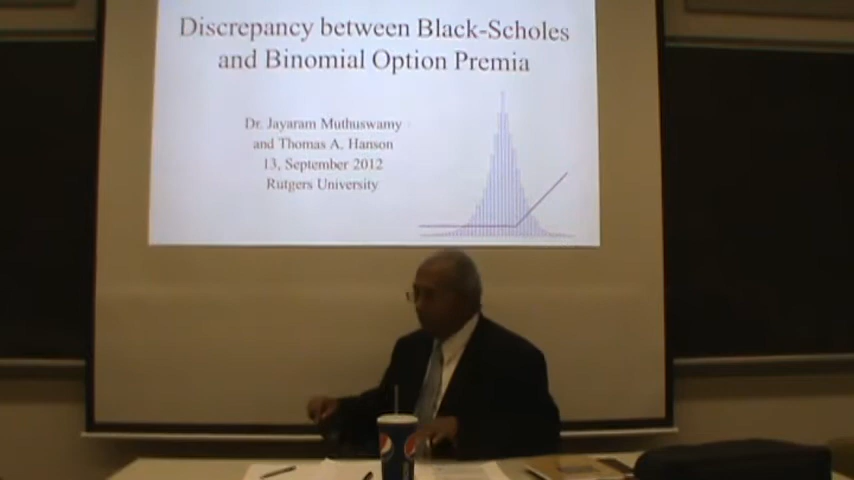 Discrepancy between Black-Scholes
and Binomial Option Premia
Dr. Jayaram Muthuswamy
and Thomas A. Hanson
13, September 2012
Rutgers University